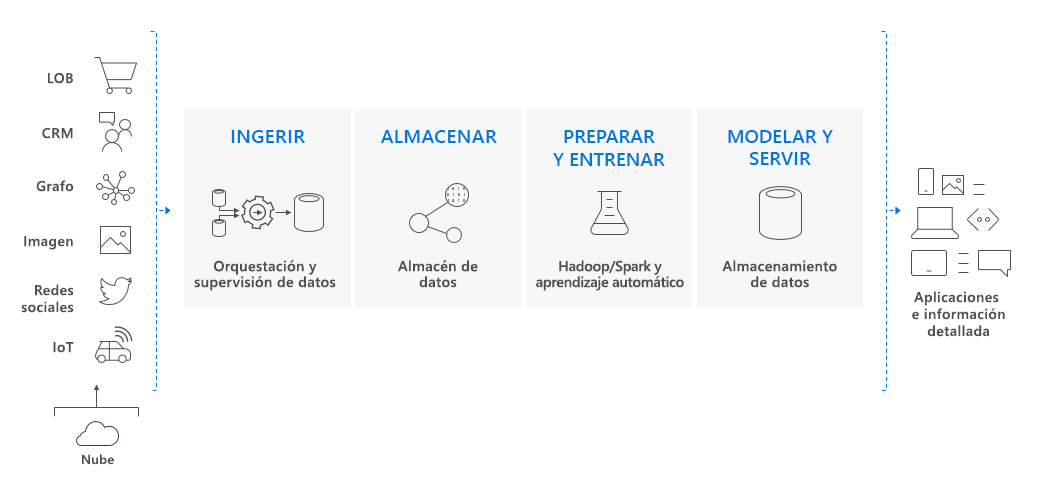 LOB
CRM
Grafo
Imagen
Redes
sociales
IoT
Nube
INGERIR
Orquestación y
supervisión de datos
ALMACENAR
Almacén de
datos
PREPARAR
Y ENTRENAR
Hadoop/Spark y
aprendizaje automático
MODELAR Y
SERVIR
Almacenamiento
de datos
Aplicaciones
e información
detallada